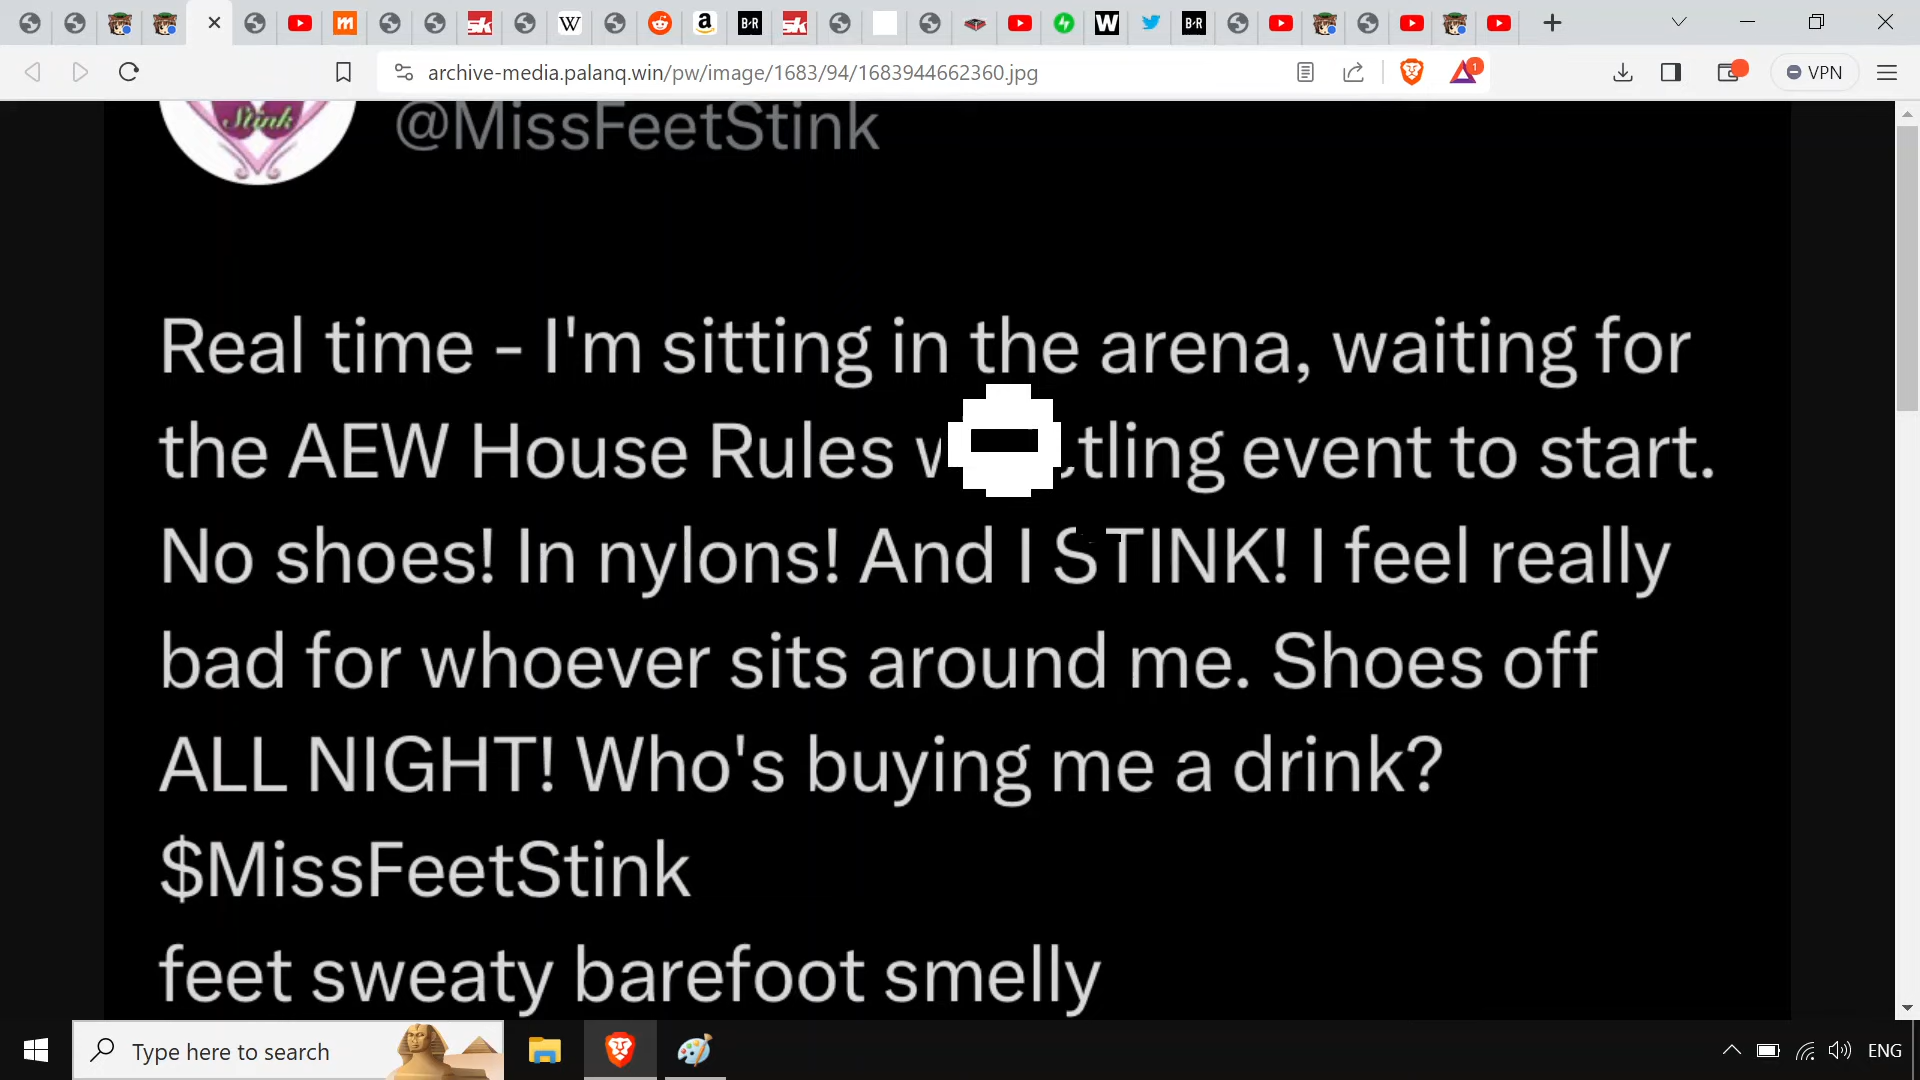 archive-media.palanq.win/pw/image/1683/94/1683944662360.jpg
1
VPN
Stink
@MissFeetStink
Real time - I'm sitting in the arena, waiting for
the AEW House Rules w tling event to start.
No shoes! In nylons! And I STINK! I feel really
bad for whoever sits around me. Shoes off
ALL NIGHT! Who's buying me a drink?
$MissFeetStink
feet sweaty barefoot smelly
Type here to search
ENG